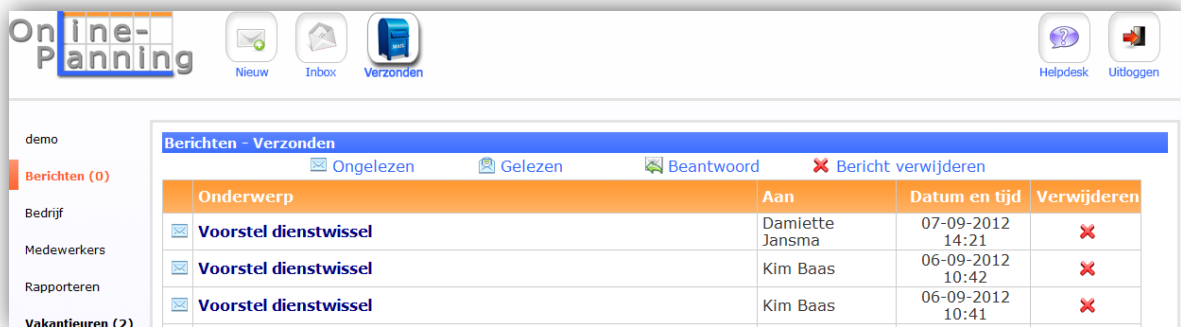 Online-
Planning
Nieuw Inbox Verzonden Helpdesk Uitloggen
demo
Berichten (0)
Bedrijf
Medewerkers
Rapporteren
Vakantieuren (2)
Berichten - Verzonden
Ongelezen Gelezen Beantwoord Bericht verwijderen
Onderwerp Aan Datum en tijd Verwijderen
Voorstel dienstwissel Damiette Jansma 07-09-2012 14:21
Voorstel dienstwissel Kim Baas 06-09-2012 10:42
Voorstel dienstwissel Kim Baas 06-09-2012 10:41